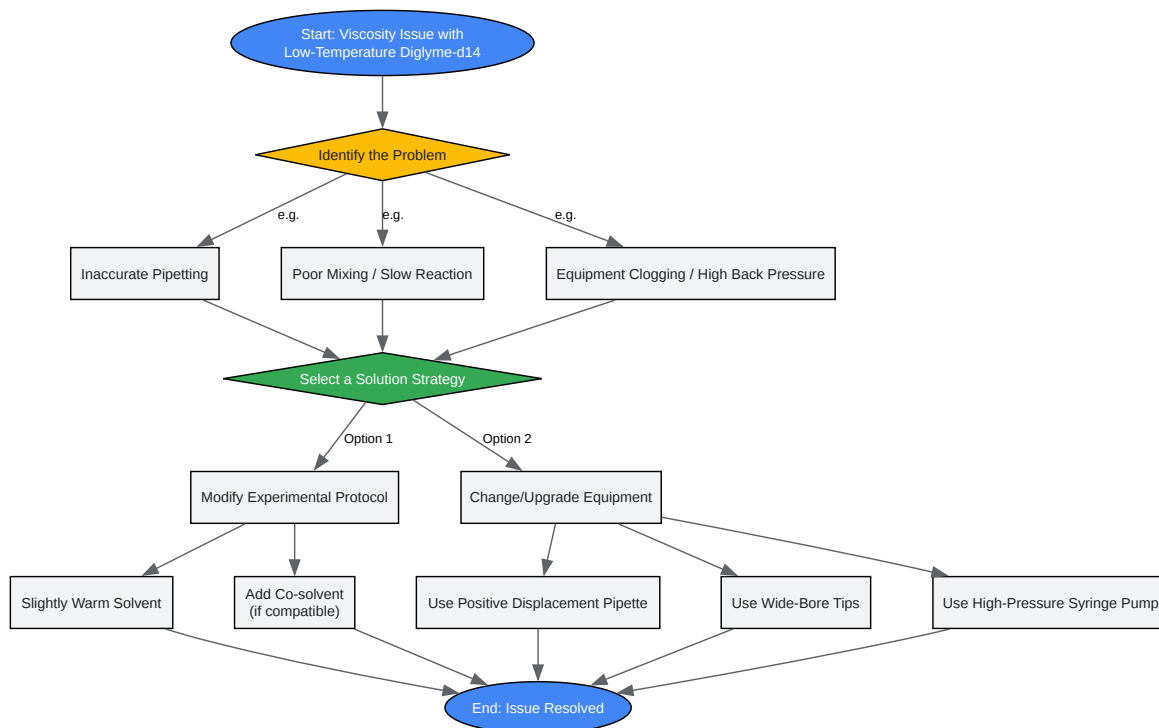 Start: Viscosity Issue with
Low-Temperature Diglyme-d14
Identify the Problem
e.g.
e.g.
e.g.
Inaccurate Pipetting
Poor Mixing / Slow Reaction
Equipment Clogging / High Back Pressure
Select a Solution Strategy
Option 1
Option 2
Modify Experimental Protocol
Change/Upgrade Equipment
Slightly Warm Solvent
Add Co-solvent
(if compatible)
Use Positive Displacement Pipette
Use Wide-Bore Tips
Use High-Pressure Syringe Pump
End: Issue Resolved